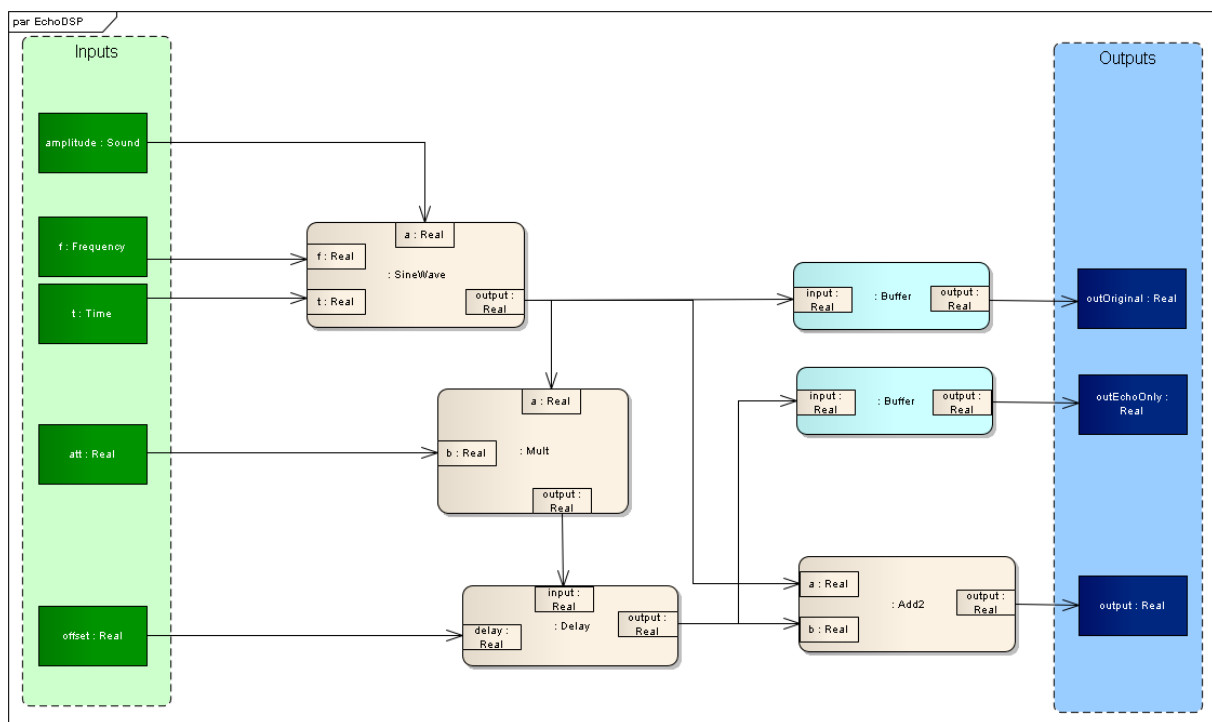 par EchoDSP
Inputs
Outputs
amplitude : Sound
f : Frequency
t : Time
att : Real
offset : Real
a : Real
f : Real
: SineWave
t : Real
output :
Real
a : Real
b : Real
: Mult
output :
Real
input :
Real
delay :
Real
: Delay
output :
Real
input :
Real
: Buffer
output :
Real
input :
Real
: Buffer
output :
Real
a : Real
b : Real
: Add2
output :
Real
outOriginal : Real
outEchoOnly :
Real
output : Real